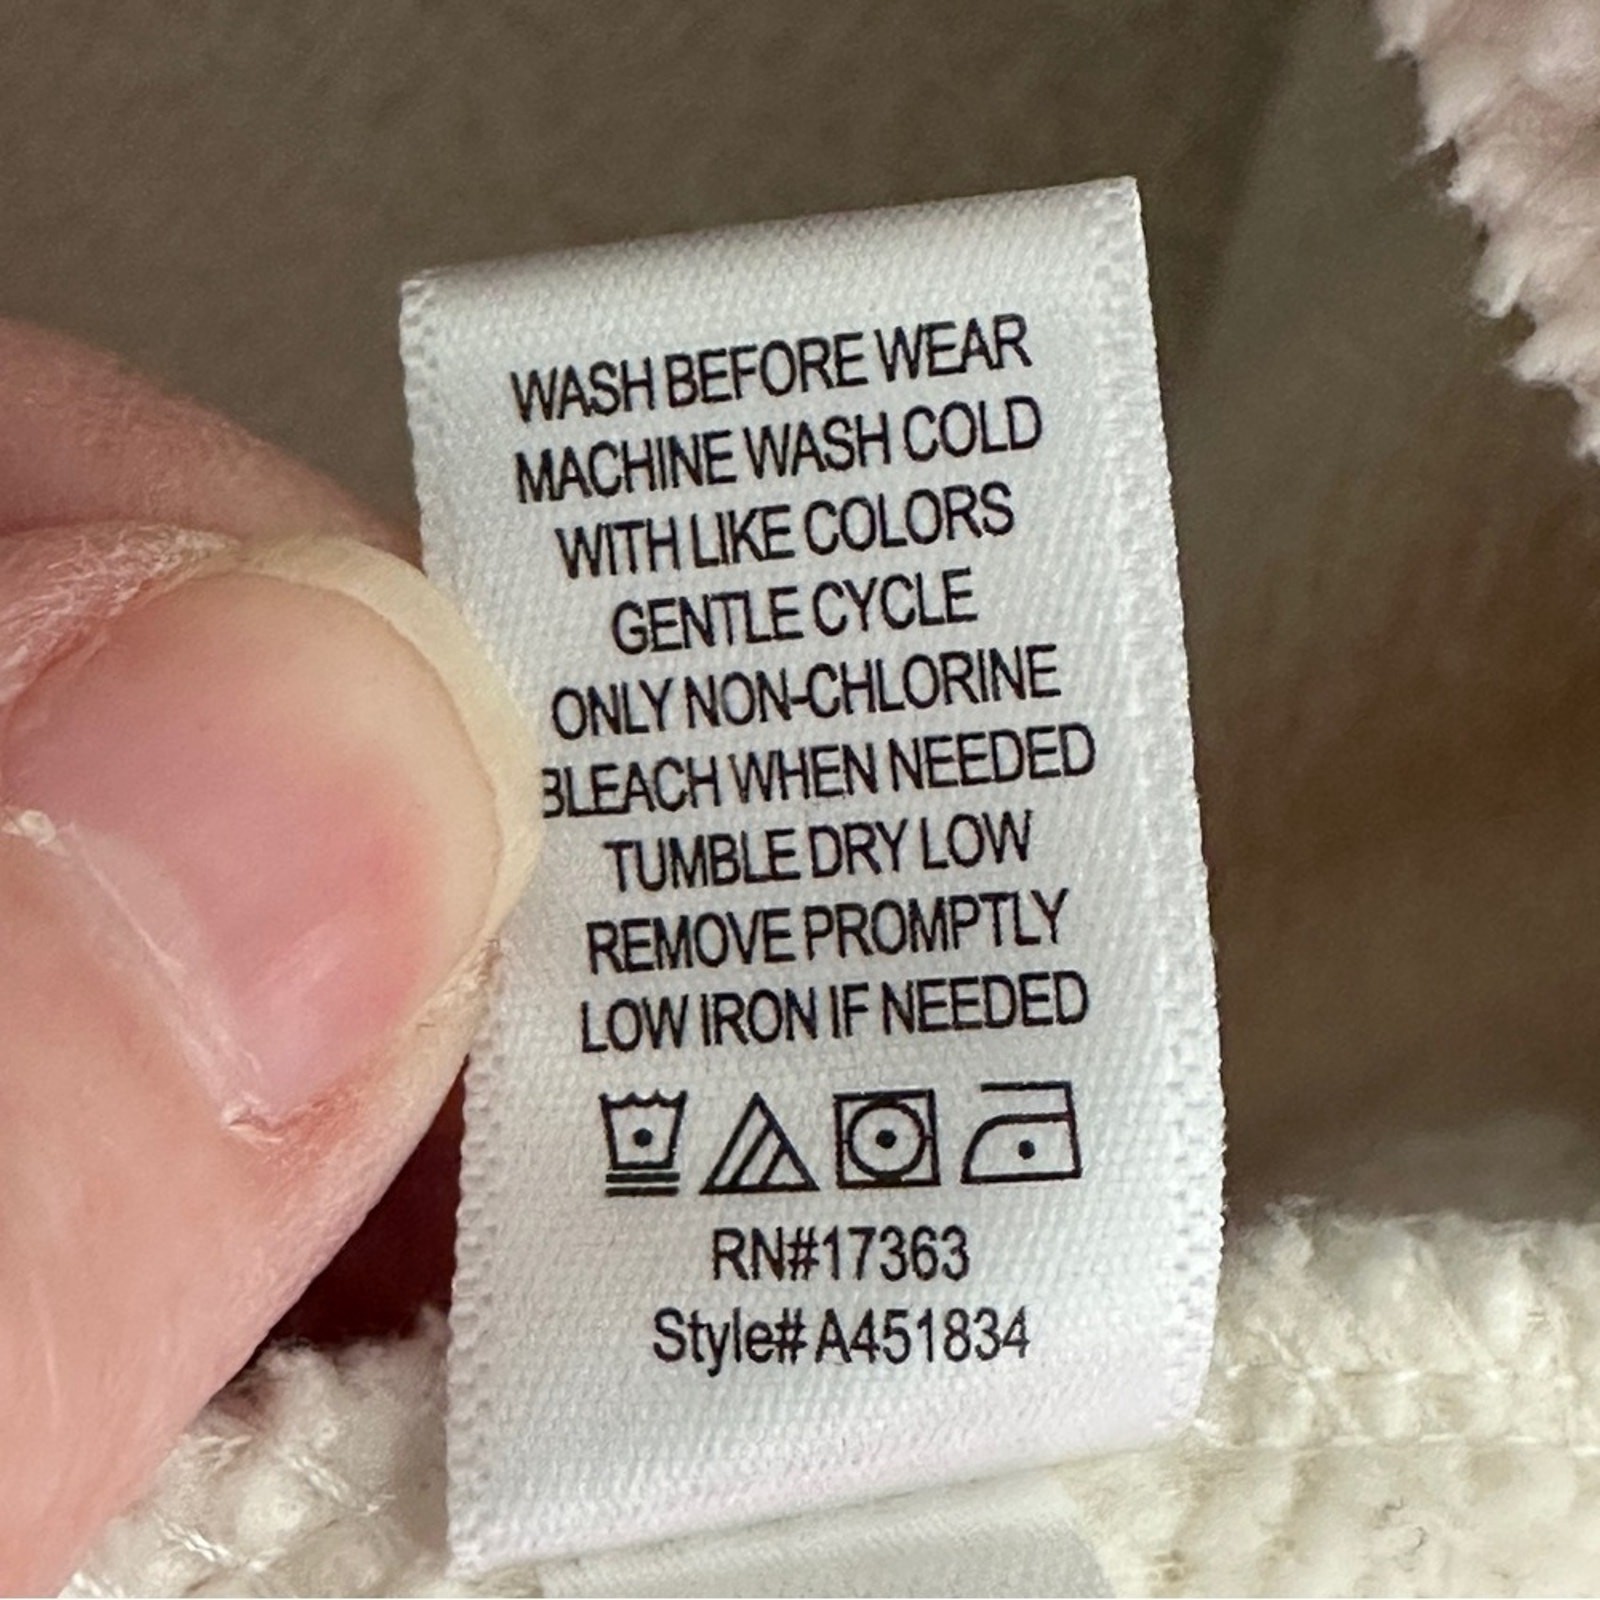 WASH BEFORE WEAR
MACHINE WASH COLD
WITH LIKE COLORS
GENTLE CYCLE
ONLY NON-CHLORINE
BLEACH WHEN NEEDED
TUMBLE DRY LOW
REMOVE PROMPTLY
LOW IRON IF NEEDED
RN#17363
Style# A451834